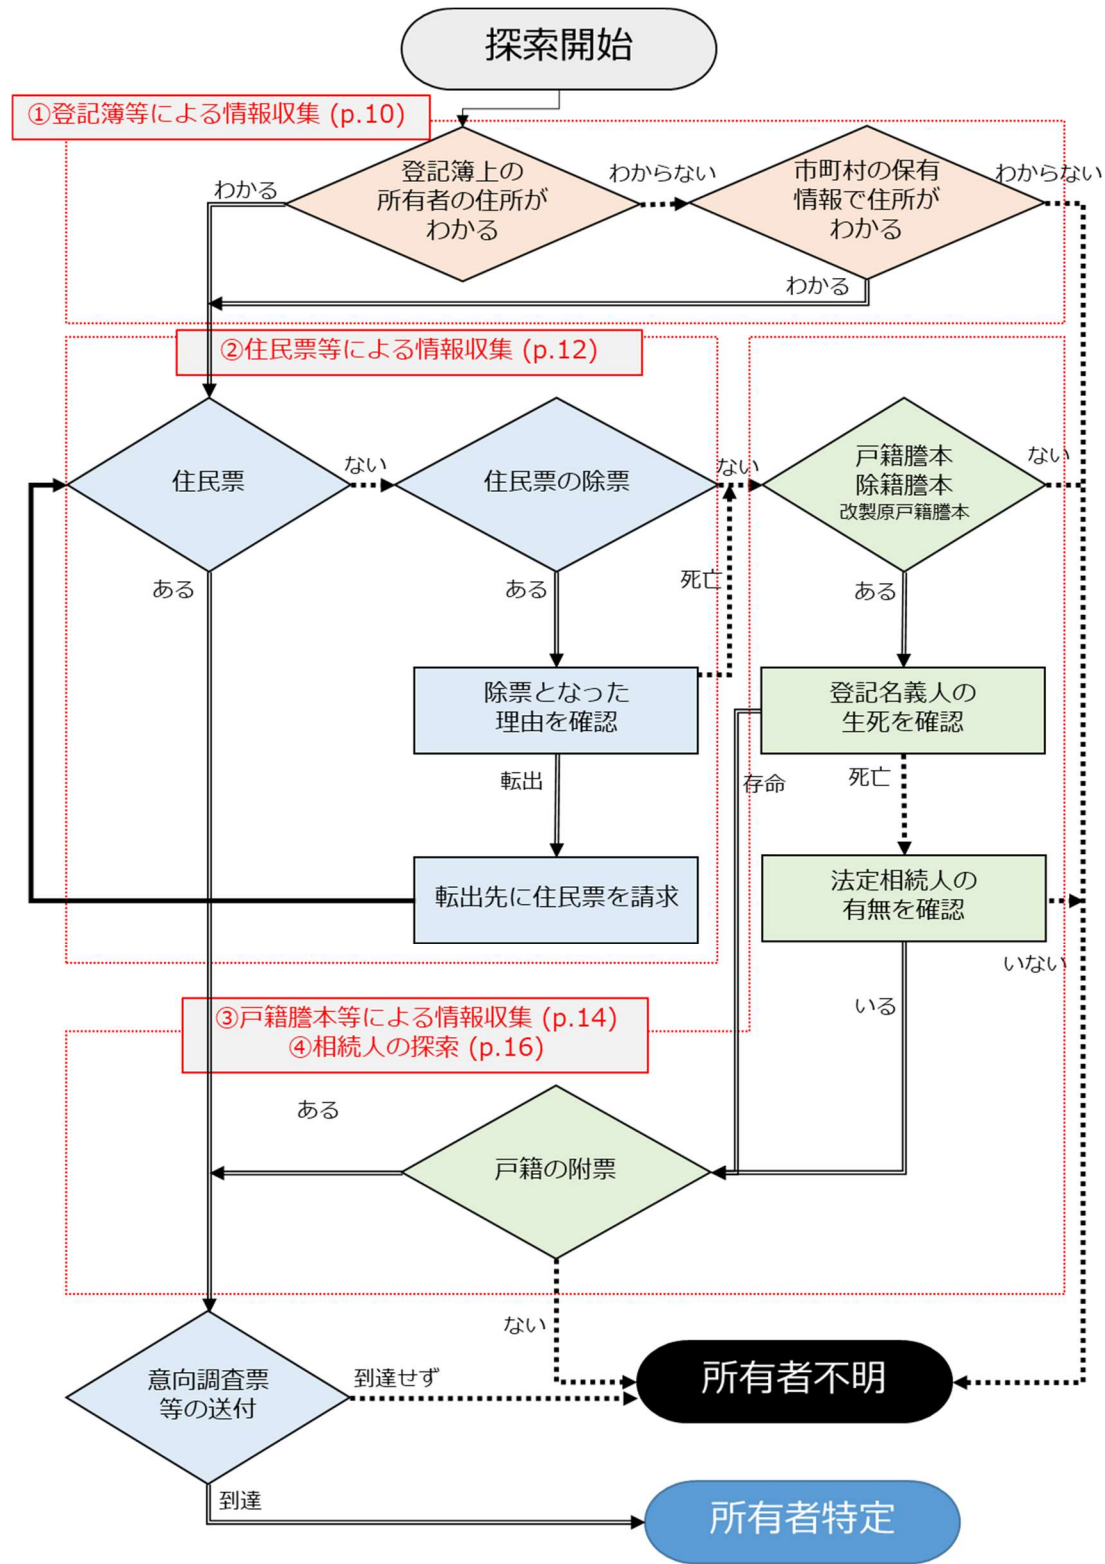 探索開始
①登記簿等による情報収集 (p.10)
登記簿上の
所有者の住所が
わかる
わからない
市町村の保有
情報で住所が
わかる
わからない
わかる
わかる
②住民票等による情報収集 (p.12)
住民票
ない
住民票の除票
ない
戸籍謄本
除籍謄本
改製原戸籍謄本
ない
ある
ある
死亡
ある
除票となった
理由を確認
登記名義人の
生死を確認
転出
存命
死亡
転出先に住民票を請求
法定相続人の
有無を確認
いない
いる
③戸籍謄本等による情報収集 (p.14)
④相続人の探索 (p.16)
ある
戸籍の附票
ない
意向調査票
等の送付
到達せず
所有者不明
到達
所有者特定